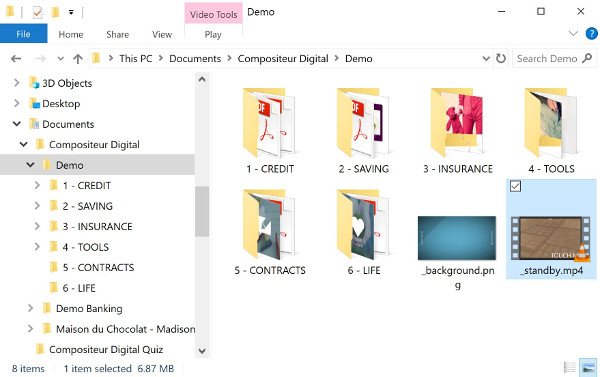 Video Tools
Demo
File
Home
Share
View
Play
This PC > Documents > Compositeur Digital > Demo
Search Demo
3D Objects
Desktop
Documents
Compositeur Digital
Demo
1 - CREDIT
2 - SAVING
3 - INSURANCE
4 - TOOLS
5 - CONTRACTS
6 - LIFE
Demo Banking
Maison du Chocolat - Madison
Compositeur Digital Quiz
PDF
1 - CREDIT
2 - SAVING
3 - INSURANCE
4 - TOOLS
5 - CONTRACTS
6 - LIFE
_background.pn
g
TOUCH
_standby.mp4
8 items
1 item selected
6.87 MB